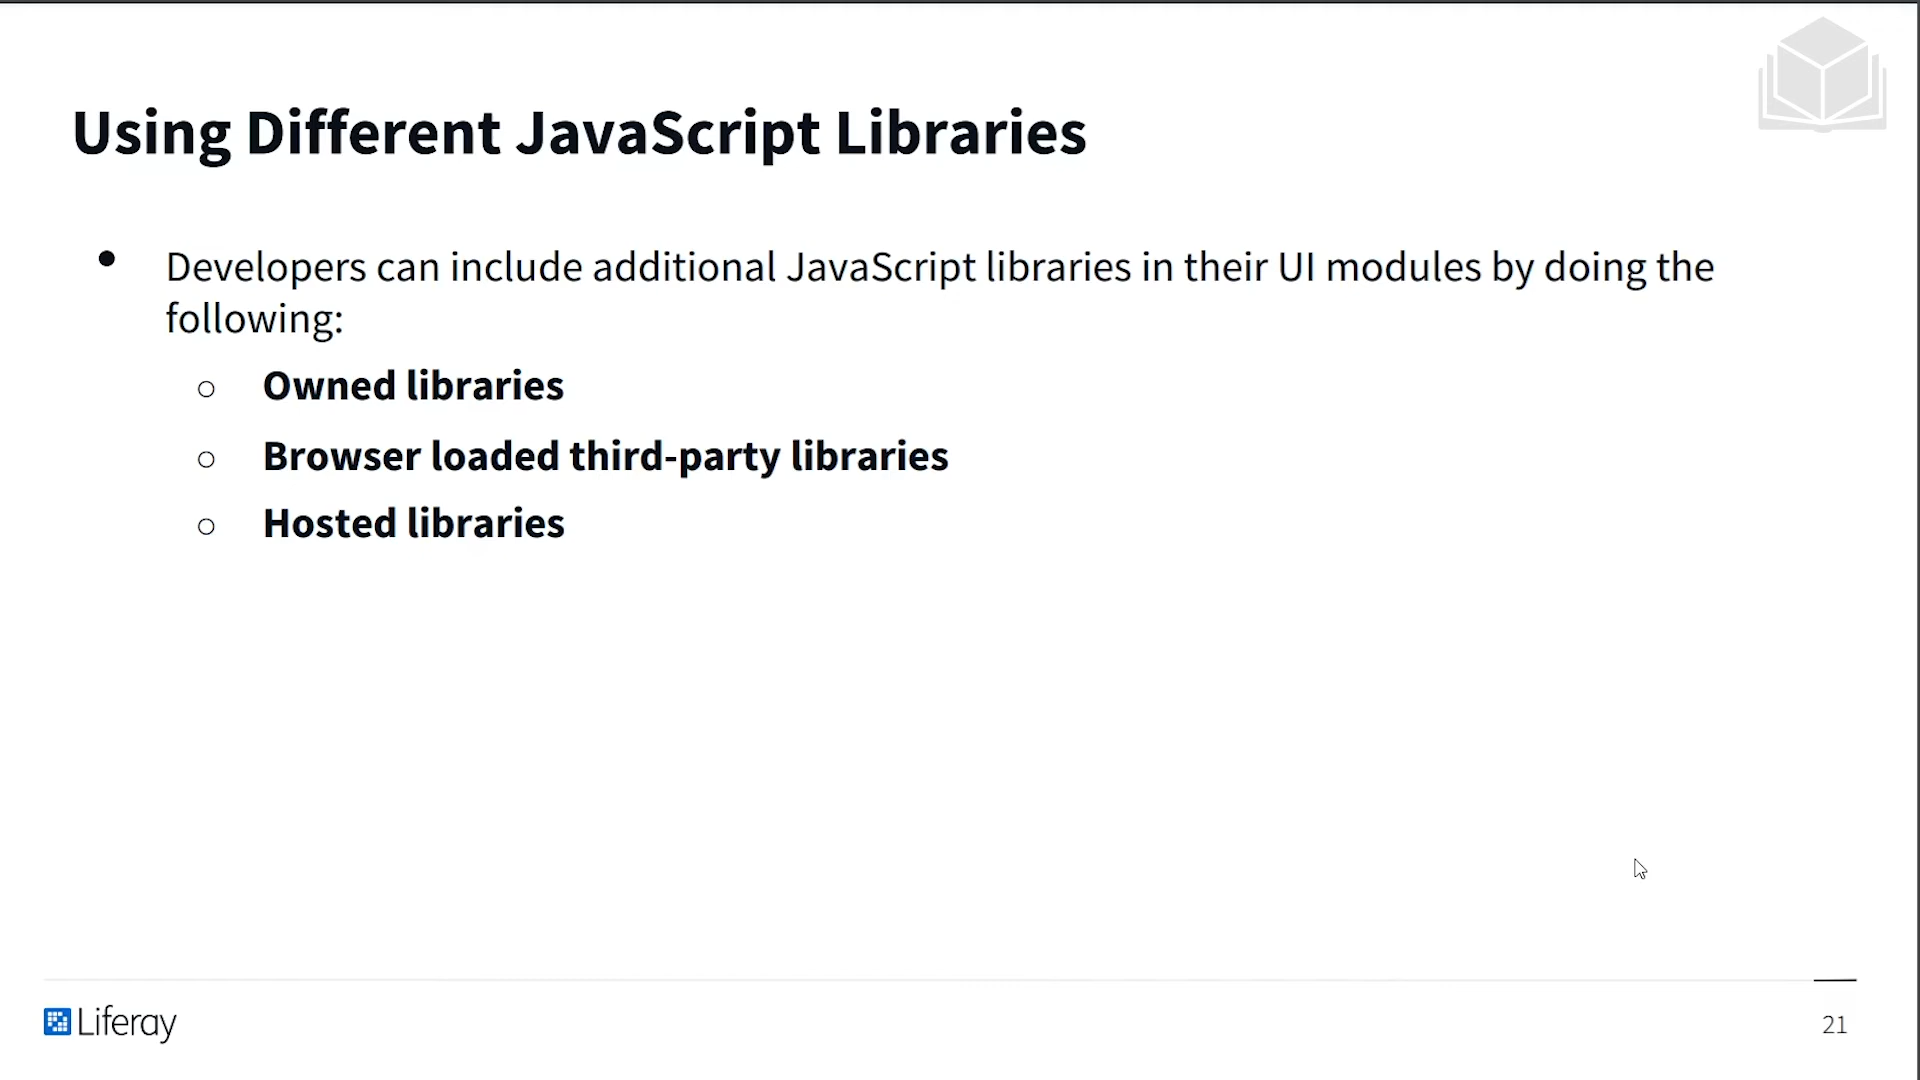 Using Different JavaScript Libraries
● Developers can include additional JavaScript libraries in their UI modules by doing the
following:
○ Owned libraries
○ Browser loaded third-party libraries
○ Hosted libraries
Liferay
21